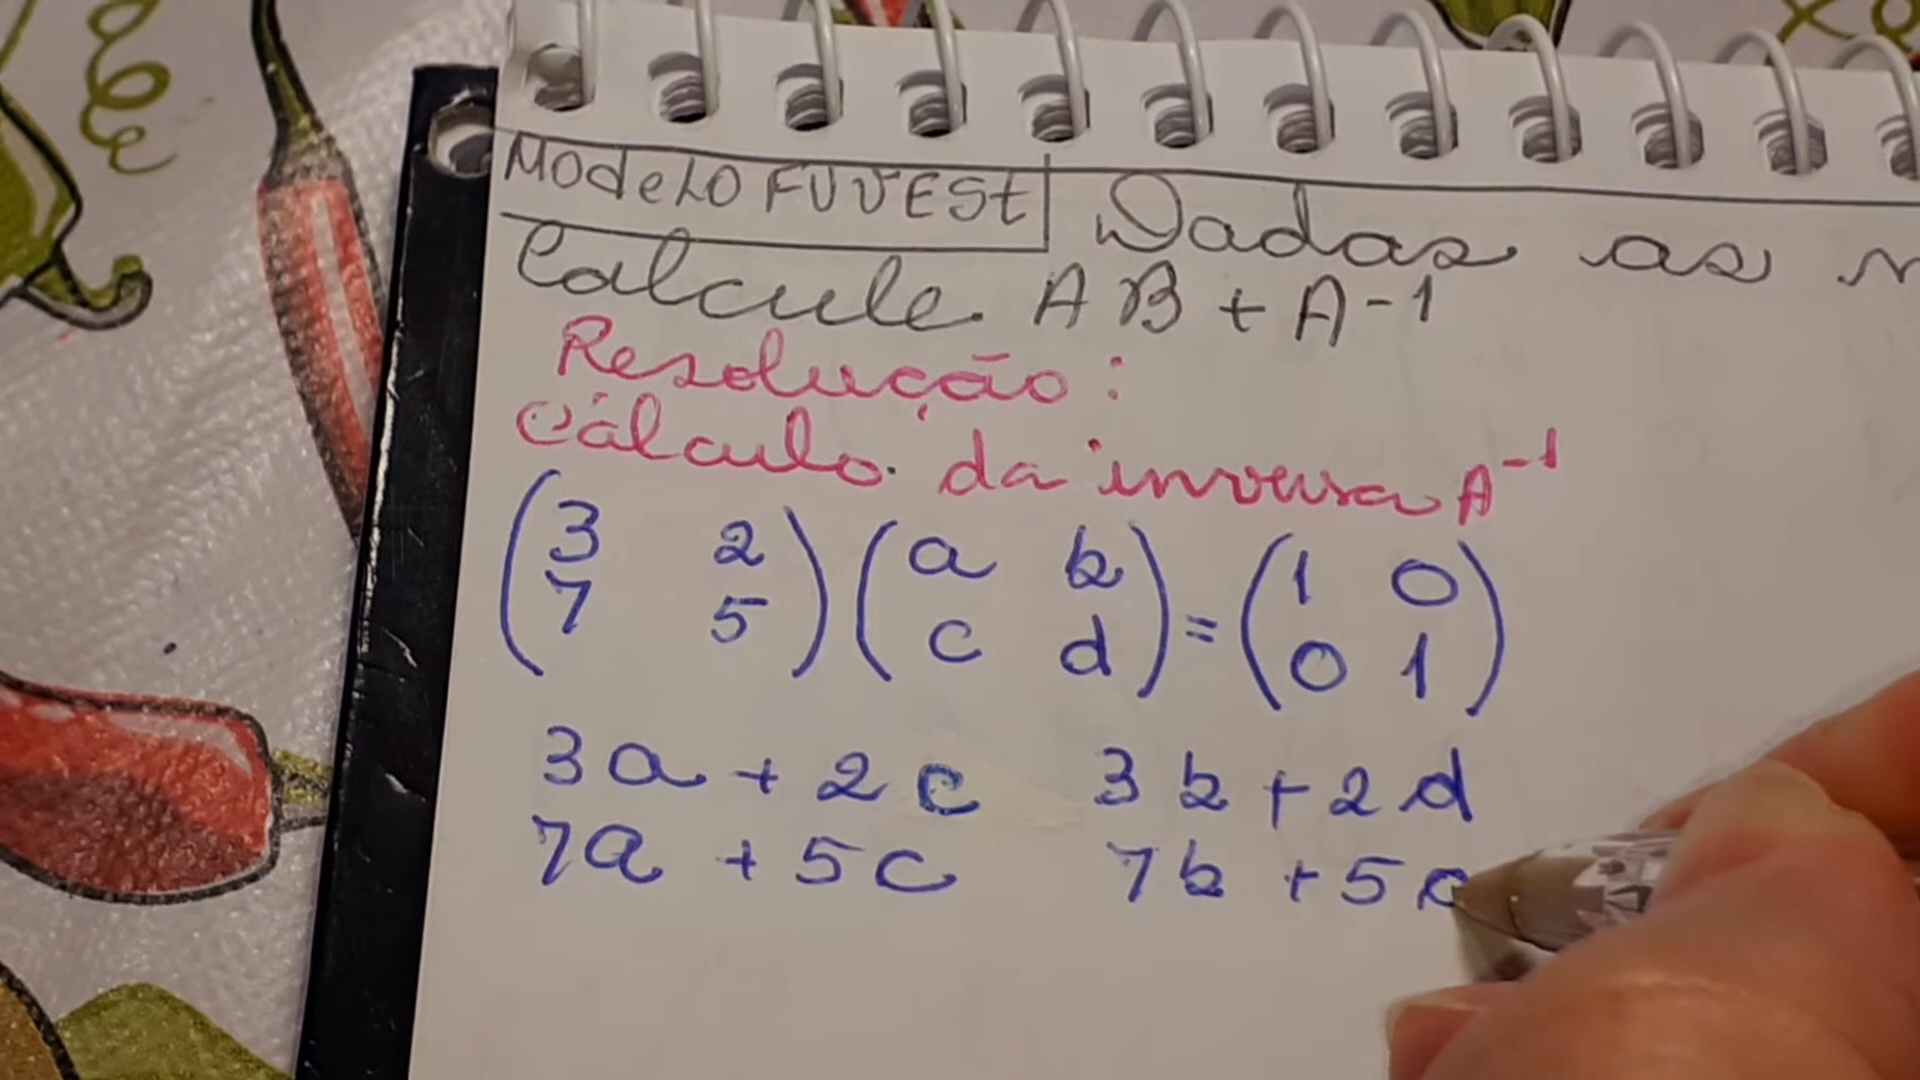 Modelo FUVEST Dadas as
Calcule AB + A-1
Resolução:
Cálculo da inversa A⁻¹
3 2 a b 1 0
7 5 c d = 0 1
3a + 2c 3b + 2d
7a + 5c 7b + 5